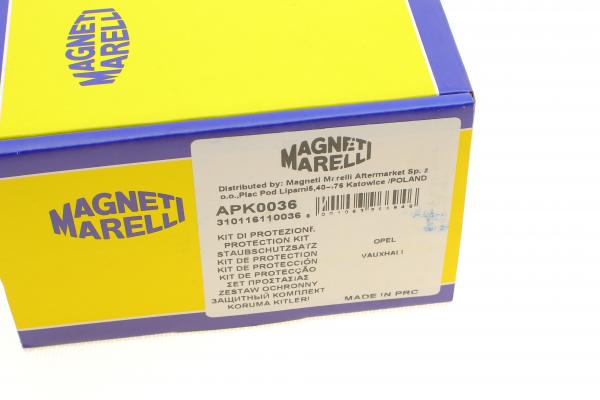 MAGNETI
MARELLI
MAGNETI
MARELLI
MAGNETI
MARELLI
Distributed by: Magneti Marelli Aftermarket Sp. z
o.o.,Plac Pod Lipami5,40-476 Katowice /POLAND
APK0036
310116110036
KIT DI PROTEZIONE
PROTECTION KIT
STAUBSCHUTZSATZ
KIT DE PROTECTION
KIT DE PROTECCIÓN
KIT DE PROTECÇÃO
ΣΕΤ ΠΡΟΣΤΑΣΙΑΣ
ZESTAW OCHRONNY
ЗАЩИТНЫЙ КОМПЛЕКТ
KORUMA KITLERI
OPEL
VAUXHALL
MADE IN PRC